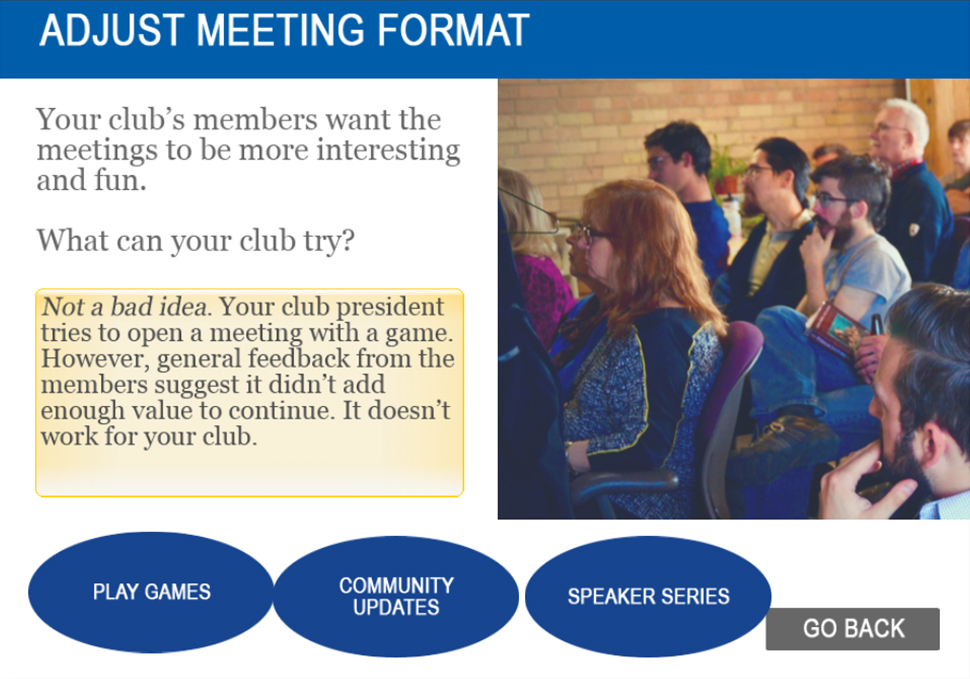 ADJUST MEETING FORMAT
Your club’s members want the
meetings to be more interesting
and fun.
What can your club try?
Not a bad idea. Your club president
tries to open a meeting with a game.
However, general feedback from the
members suggest it didn’t add
enough value to continue. It doesn’t
work for your club.
PLAY GAMES
COMMUNITY
UPDATES
SPEAKER SERIES
GO BACK